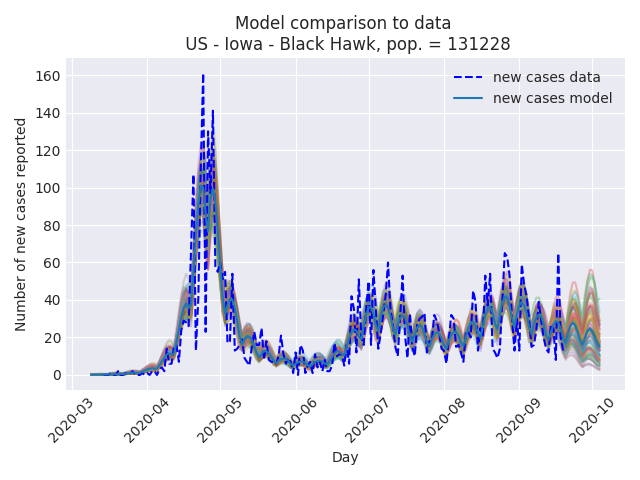 Model comparison to data
US - Iowa - Black Hawk, pop. = 131228
new cases data
new cases model
Number of new cases reported
160
140
120
100
80
60
40
20
0
2020-03
2020-04
2020-05
2020-06
2020-07
2020-08
2020-09
2020-10
Day